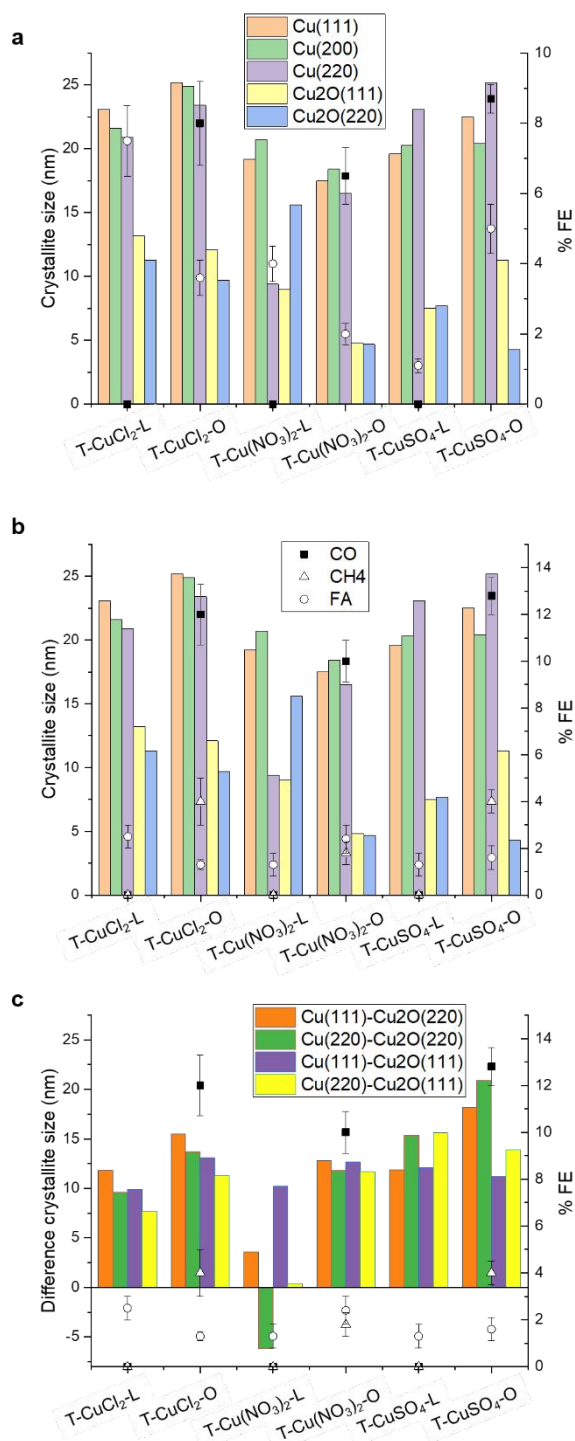 a
Cu(111)
Cu(200)
Cu(220)
Cu2O(111)
Cu2O(220)
25
20
15
10
5
0
Crystallite size (nm)
10
8
6
4
2
0
% FE
T-CuCl₂-L
T-CuCl₂-O
T-Cu(NO₃)₂-L
T-Cu(NO₃)₂-O
T-CuSO₄-L
T-CuSO₄-O
b
CO
CH4
FA
25
20
15
10
5
0
Crystallite size (nm)
14
12
10
8
6
4
2
0
% FE
T-CuCl₂-L
T-CuCl₂-O
T-Cu(NO₃)₂-L
T-Cu(NO₃)₂-O
T-CuSO₄-L
T-CuSO₄-O
c
Cu(111)-Cu2O(220)
Cu(220)-Cu2O(220)
Cu(111)-Cu2O(111)
Cu(220)-Cu2O(111)
25
20
15
10
5
0
-5
Difference crystallite size (nm)
14
12
10
8
6
4
2
0
% FE
T-CuCl₂-L
T-CuCl₂-O
T-Cu(NO₃)₂-L
T-Cu(NO₃)₂-O
T-CuSO₄-L
T-CuSO₄-O